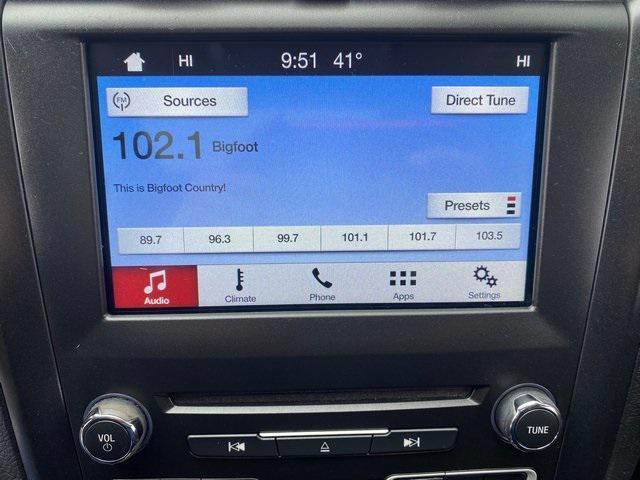 HI 9:51 41° HI
FM Sources Direct Tune
102.1 Bigfoot
This is Bigfoot Country!
Presets
89.7 96.3 99.7 101.1 101.7 103.5
Audio Climate Phone Apps Settings
VOL TUNE